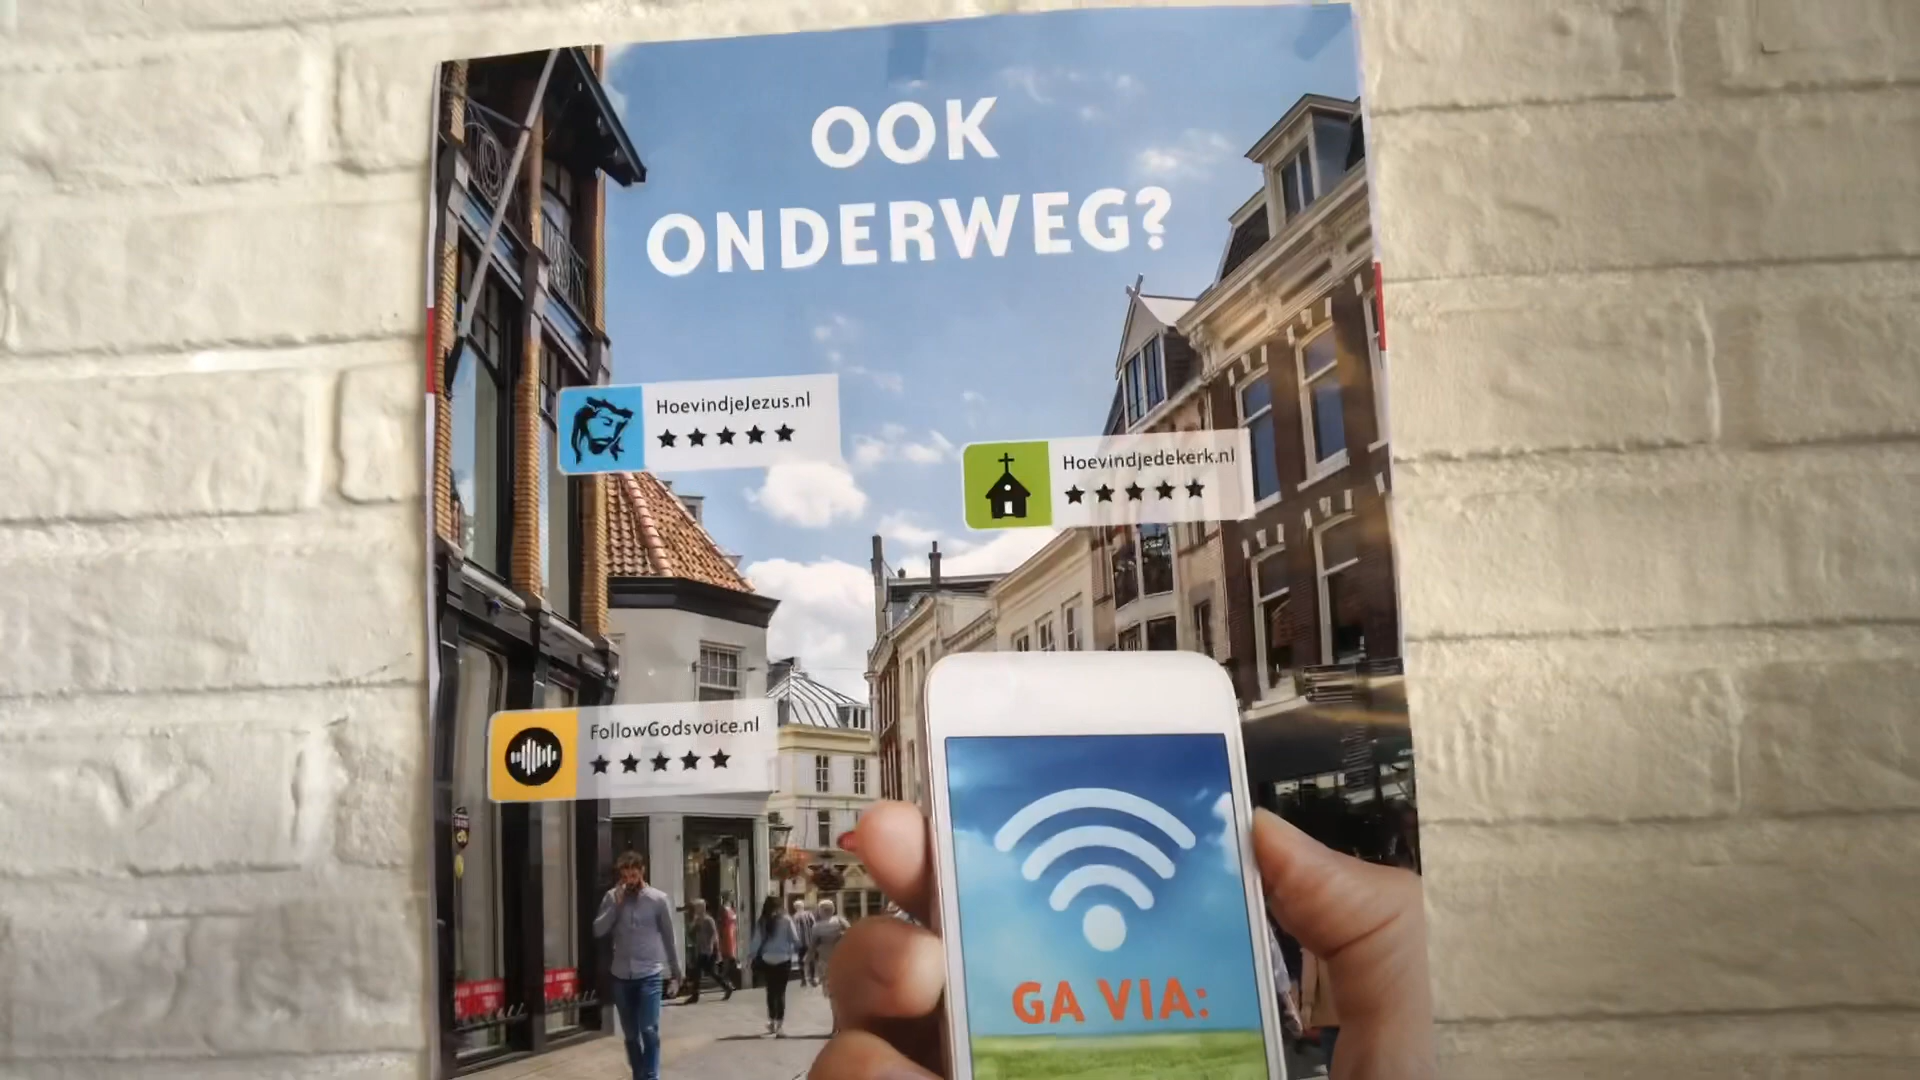 OOK
ONDERWEG?
HoevindjeJezus.nl
Hoevindjedekerk.nl
FollowGodsvoice.nl
GA VIA: